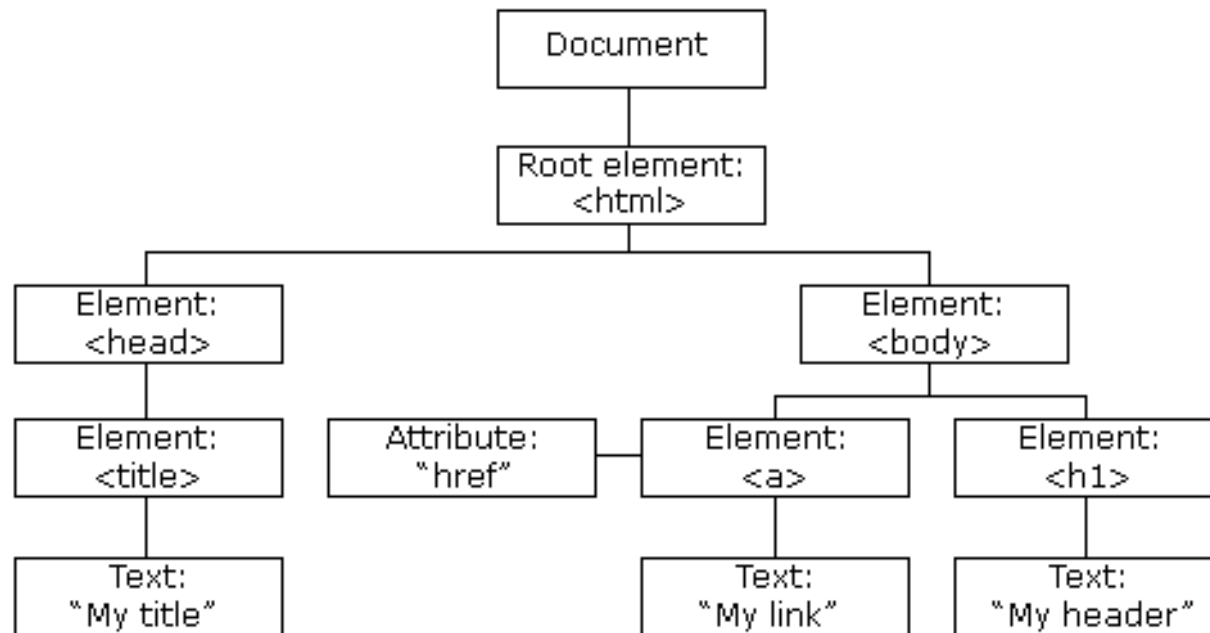 Document
Root element:
<html>
Element:
<head>
Element:
<body>
Element:
<title>
Attribute:
“href”
Element:
<a>
Element:
<h1>
Text:
“My title”
Text:
“My link”
Text:
“My header”